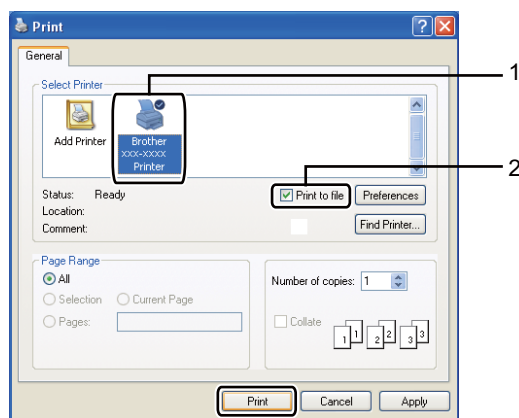 Print
General
Select Printer
1
Add Printer
Brother
xxx-xxxx
Printer
2
Status: Ready
Print to file
Preferences
Location:
Comment:
Find Printer...
Page Range
All
Selection
Current Page
Pages:
Number of copies: 1
Collate
1 1 2 2 3 3
Print
Cancel
Apply